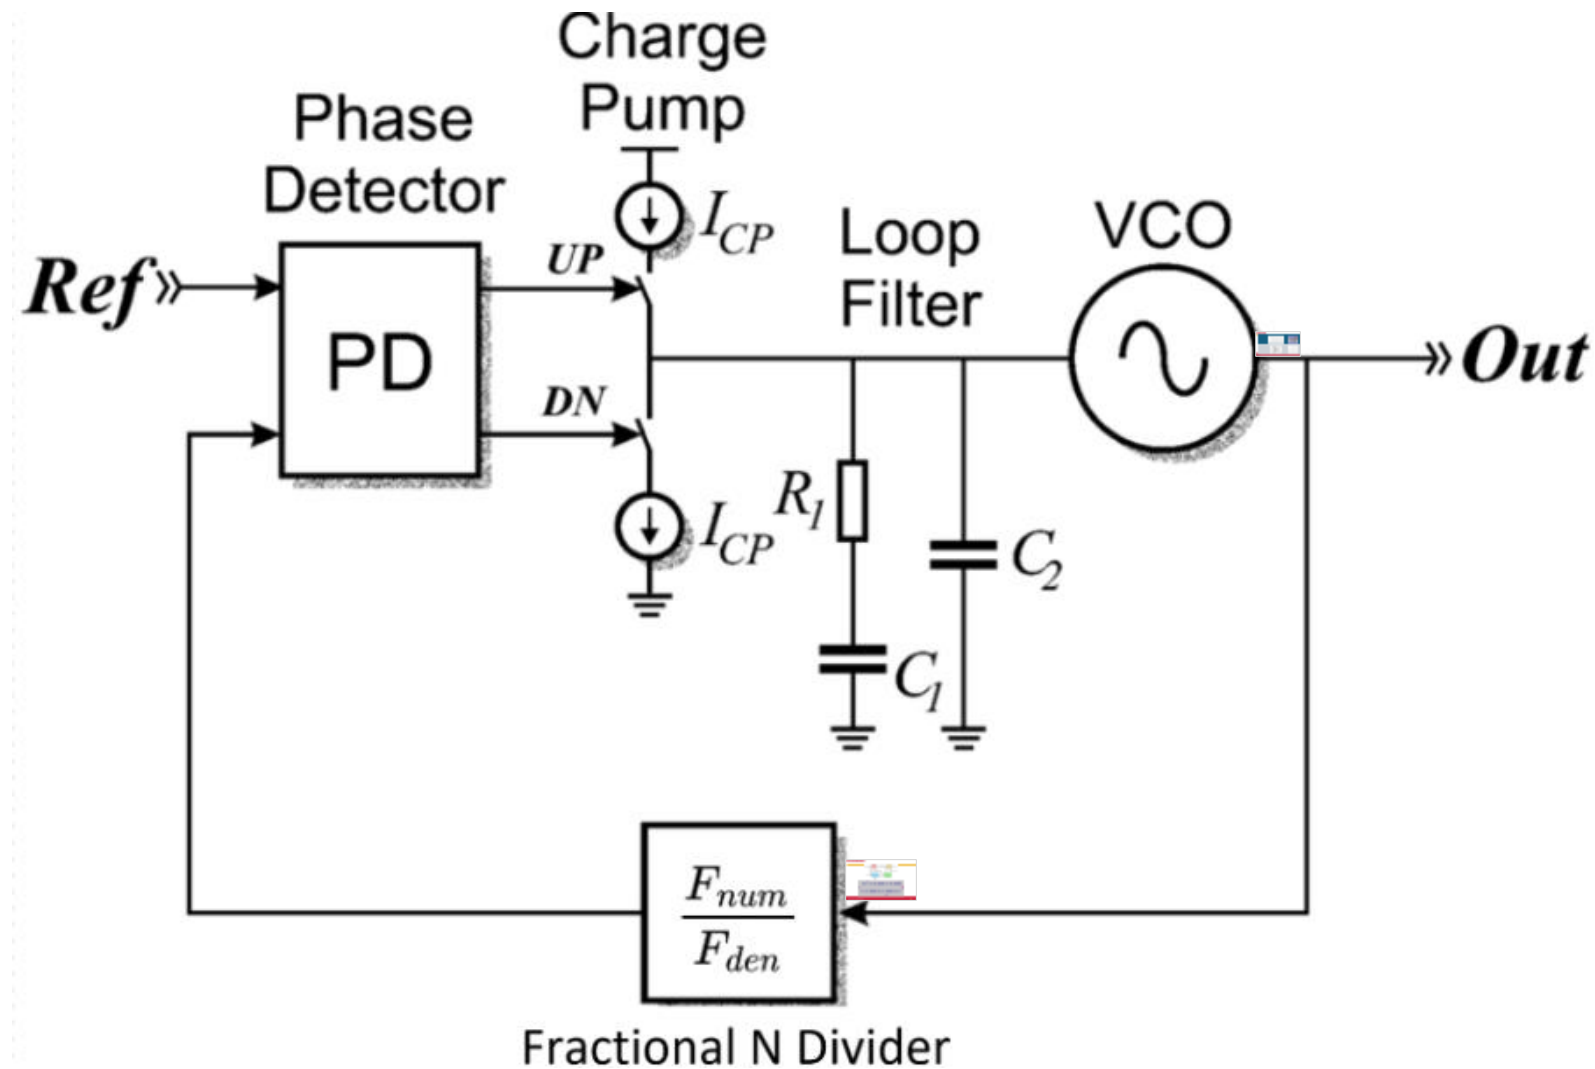 Charge
Pump
Phase
Detector
I_CP
UP
Loop
Filter
VCO
Ref
PD
Out
DN
I_CP
R_1
C_2
C_1
F_num
F_den
Fractional N Divider